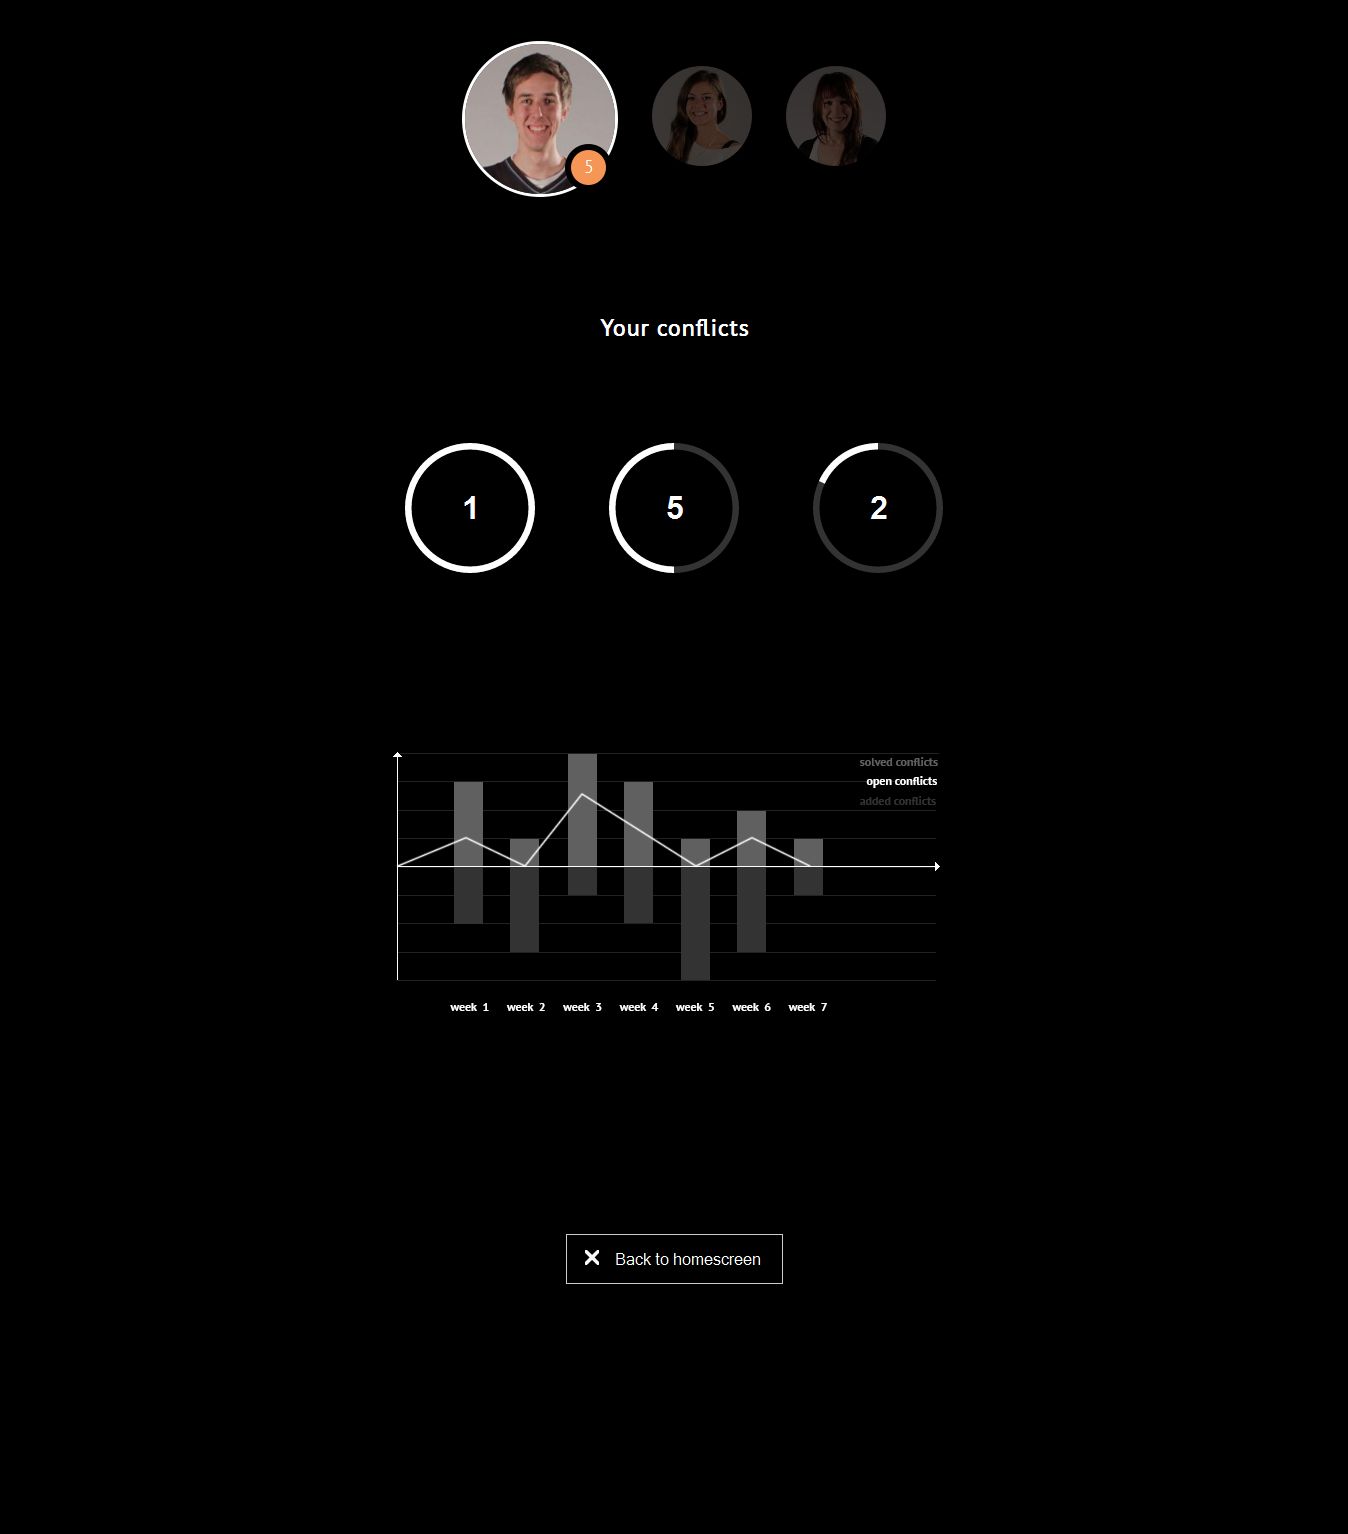 5
Your conflicts
1
5
2
solved conflicts
open conflicts
added conflicts
week 1 week 2 week 3 week 4 week 5 week 6 week 7
Back to homescreen